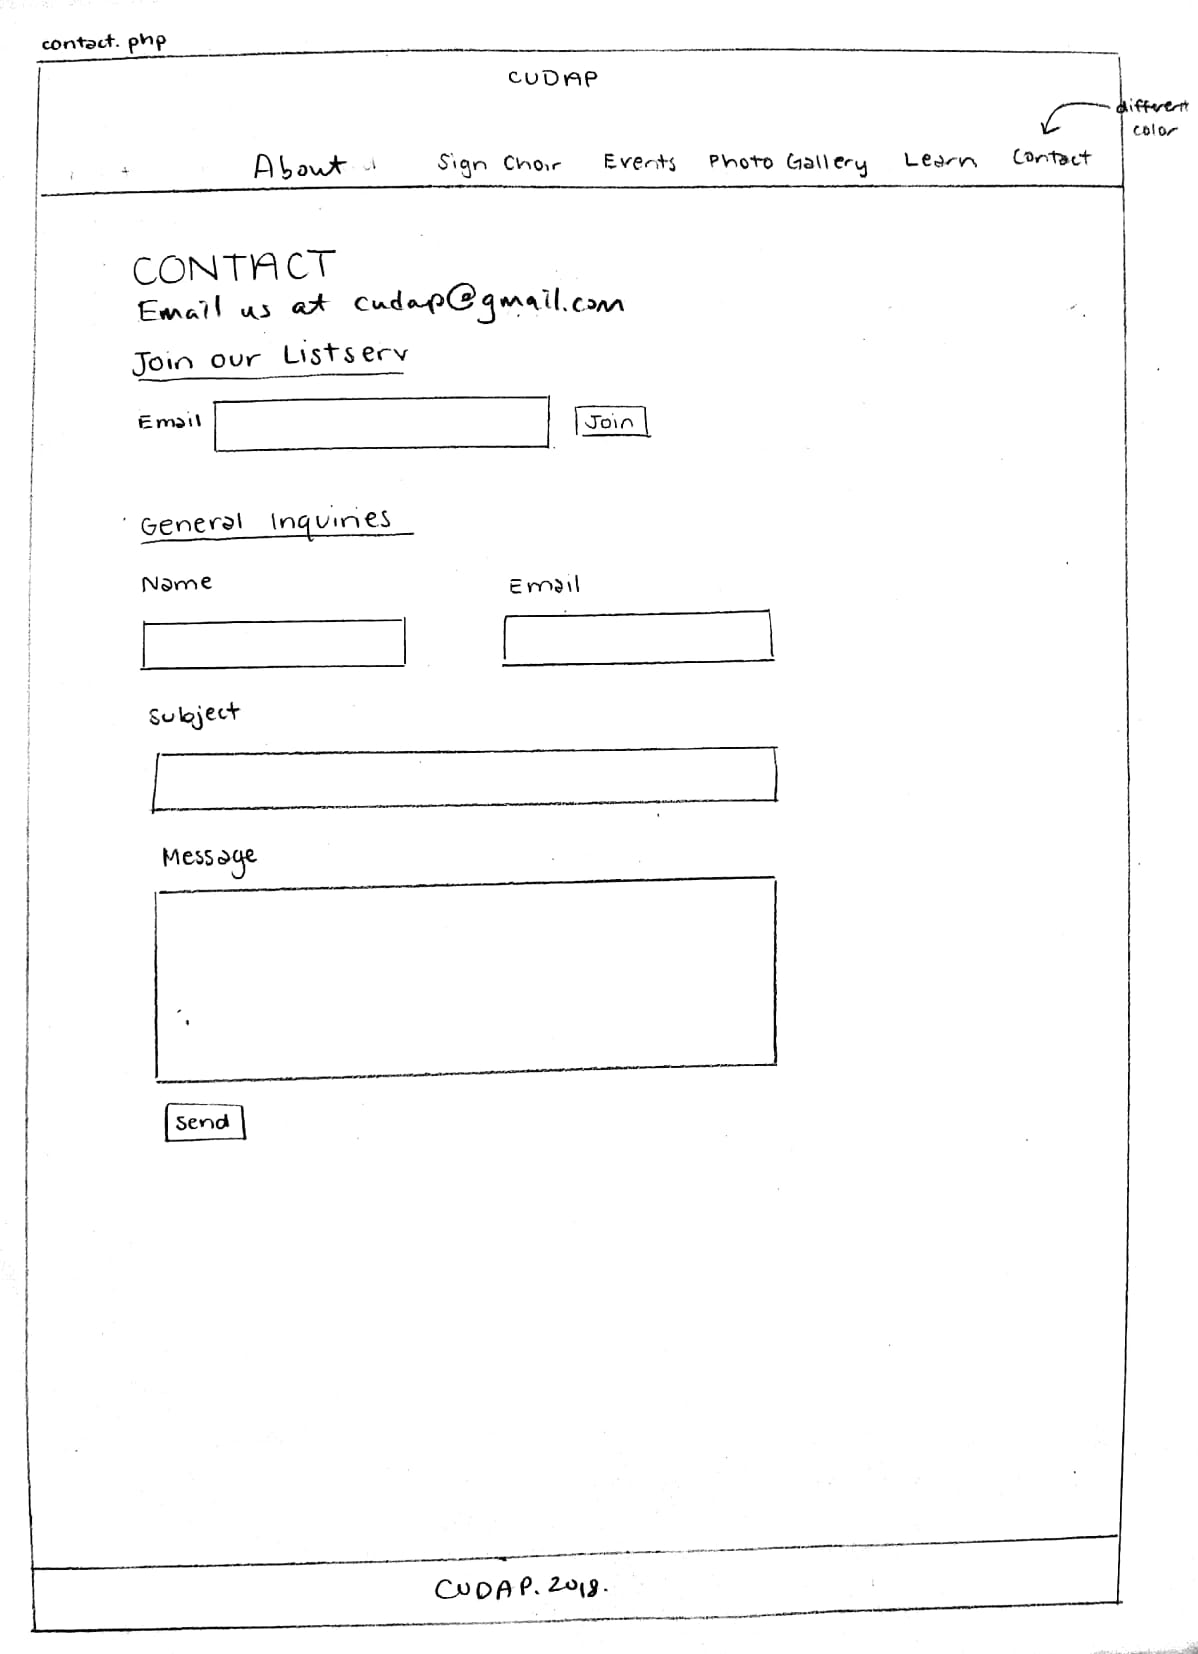 contact.php
CUDAP
different
color
About Sign Choir Events Photo Gallery Learn Contact
CONTACT
Email us at cudap@gmail.com
Join our Listserv
Email Join
General Inquiries
Name Email
Subject
Message
Send
CUDAP. 2018.